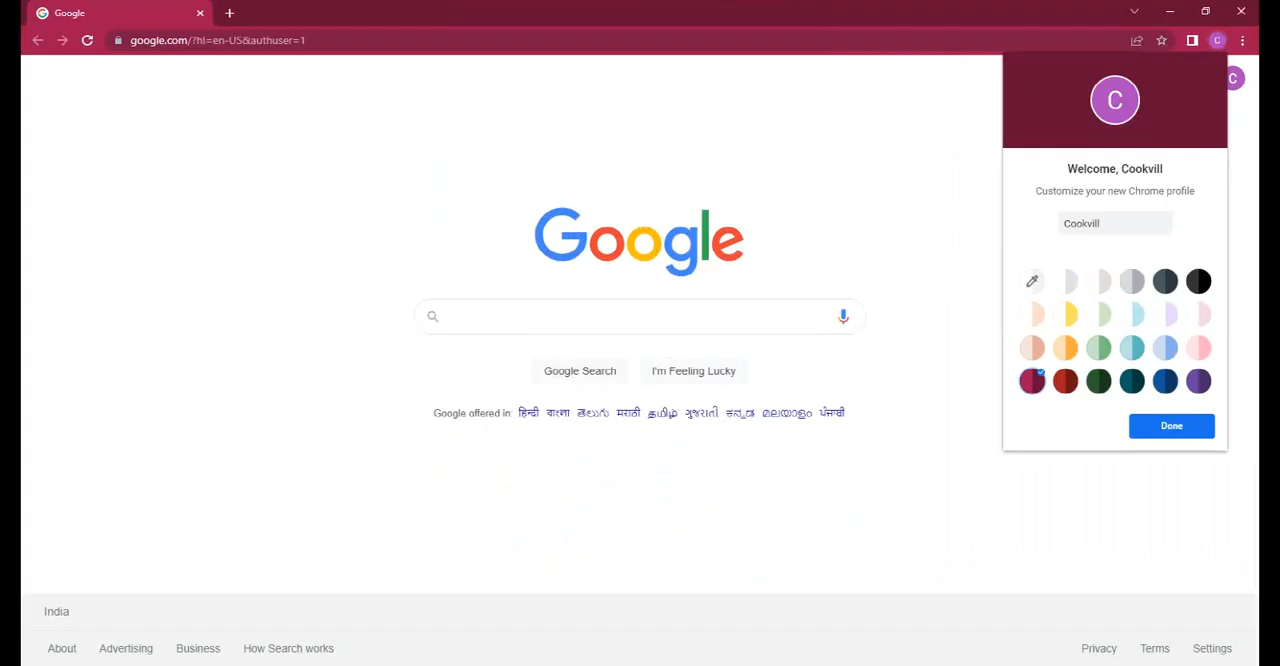 Google
google.com/?hl=en-US&authuser=1
C
C
C
Welcome, Cookvill
Customize your new Chrome profile
Cookvill
Google
Google Search I'm Feeling Lucky
Google offered in: हिन्दी বাংলা తెలుగు मराठी தமிழ் ગુજરાતી ಕನ್ನಡ മലയാളം ਪੰਜਾਬੀ
Done
India
About Advertising Business How Search works Privacy Terms Settings